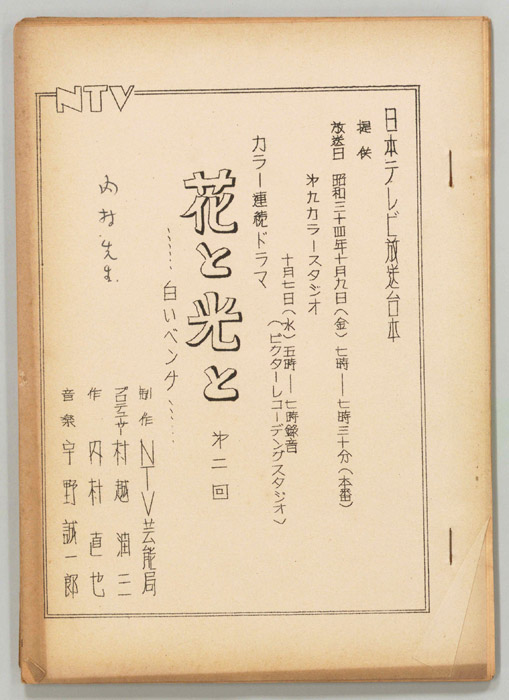 NTV
日本テレビ放送台本
提供
放送日 昭和三十四年十月九日(金)七時——七時三十分(本番)
㐧九カラースタジオ
十月七日(水)五時——七時録音
(ビクターレコーデングスタジオ)
カラー連続ドラマ
花と光と
㐧二回
……白いベンチ……
内村先生
制作 NTV芸能局
プロデューサー 村越潤三
作 内村直也
音楽 宇野誠一郎